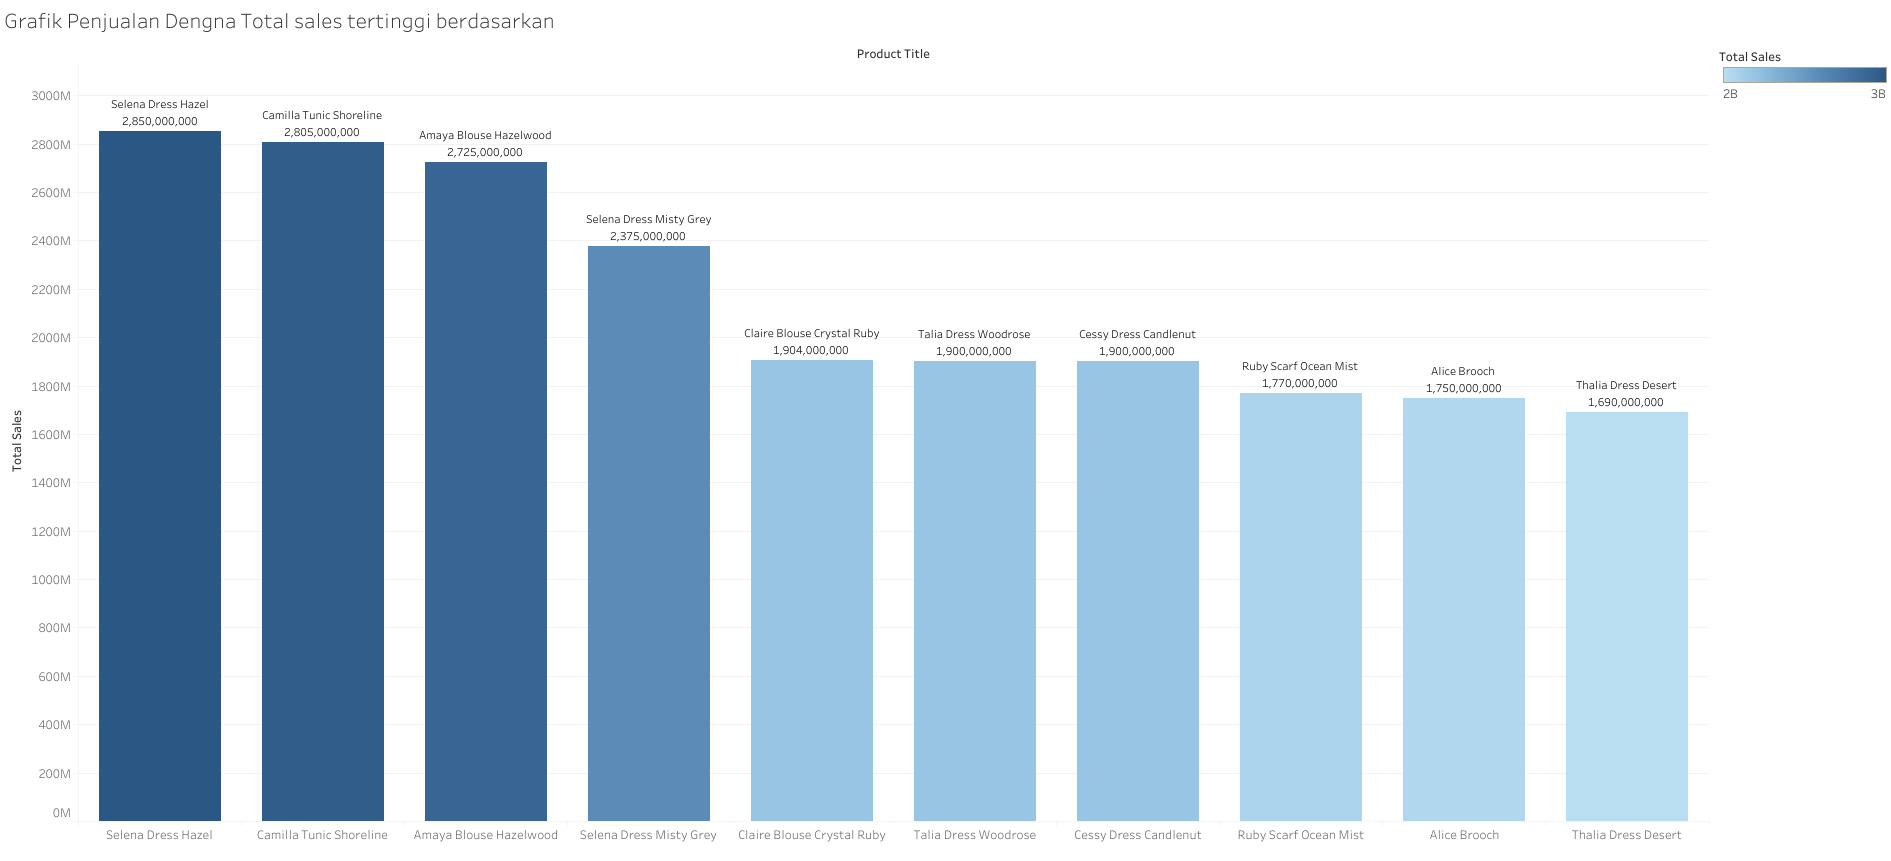 Grafik Penjualan Dengna Total sales tertinggi berdasarkan
Product Title
Total Sales
2B 3B
3000M
2800M
2600M
2400M
2200M
2000M
1800M
1600M
1400M
1200M
1000M
800M
600M
400M
200M
0M
Total Sales
Selena Dress Hazel
2,850,000,000
Camilla Tunic Shoreline
2,805,000,000
Amaya Blouse Hazelwood
2,725,000,000
Selena Dress Misty Grey
2,375,000,000
Claire Blouse Crystal Ruby
1,904,000,000
Talia Dress Woodrose
1,900,000,000
Cessy Dress Candlenut
1,900,000,000
Ruby Scarf Ocean Mist
1,770,000,000
Alice Brooch
1,750,000,000
Thalia Dress Desert
1,690,000,000
Selena Dress Hazel
Camilla Tunic Shoreline
Amaya Blouse Hazelwood
Selena Dress Misty Grey
Claire Blouse Crystal Ruby
Talia Dress Woodrose
Cessy Dress Candlenut
Ruby Scarf Ocean Mist
Alice Brooch
Thalia Dress Desert